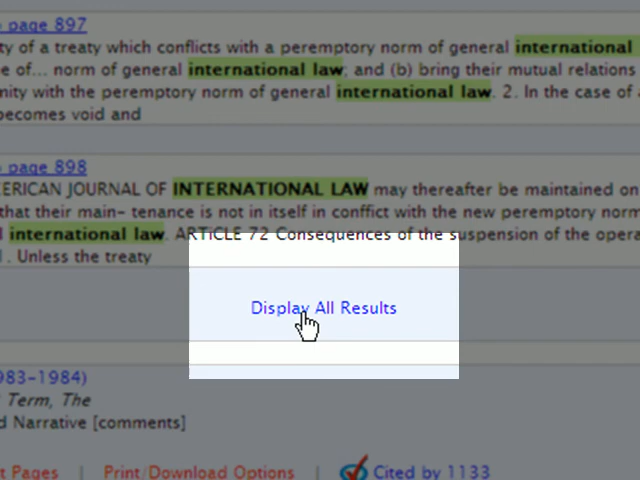 page 897
ty of a treaty which conflicts with a peremptory norm of general international
e of... norm of general international law; and (b) bring their mutual relations
nity with the peremptory norm of general international law. 2. In the case of a
becomes void and
page 898
ERICAN JOURNAL OF INTERNATIONAL LAW may thereafter be maintained on
that their main- tenance is not in itself in conffict with the new peremptory norm
l international law. ARTiCLE 72 Consequences of the suspension of the opera
. Unless the treaty
Display All Results
983-1984)
Term, The
d Narrative [comments]
t Pages | Print/Download Options | Cited by 1133